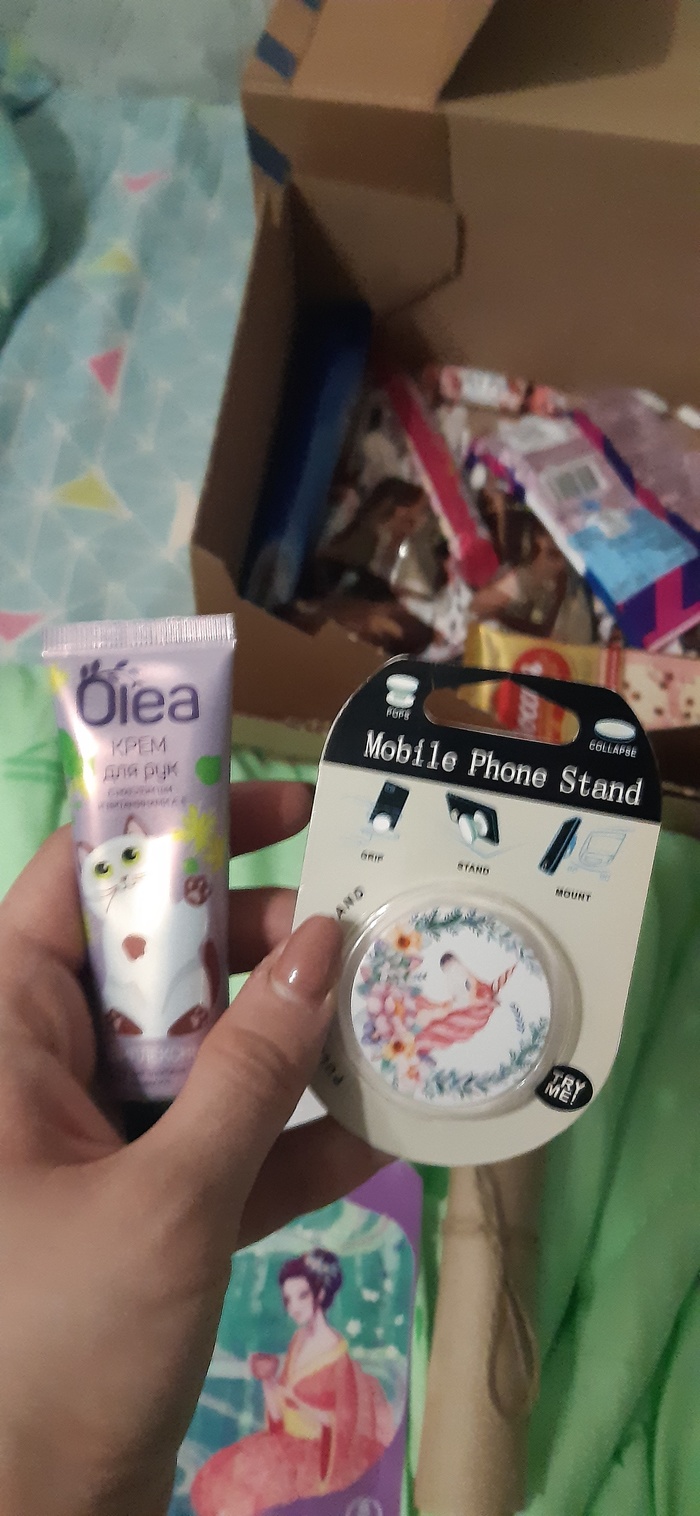 Olea
КРЕМ
для рук
POPS
COLLAPSE
Mobile Phone Stand
GRIP
STAND
MOUNT
TRY
ME!